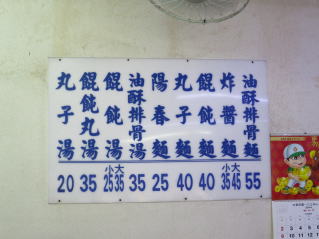 丸子湯 20
餛飩丸湯 35
餛飩湯 小25 大35
油酥排骨湯 35
陽春麵 25
丸子麵 40
餛飩麵 40
炸醬麵 小35 大45
油酥排骨麵 55